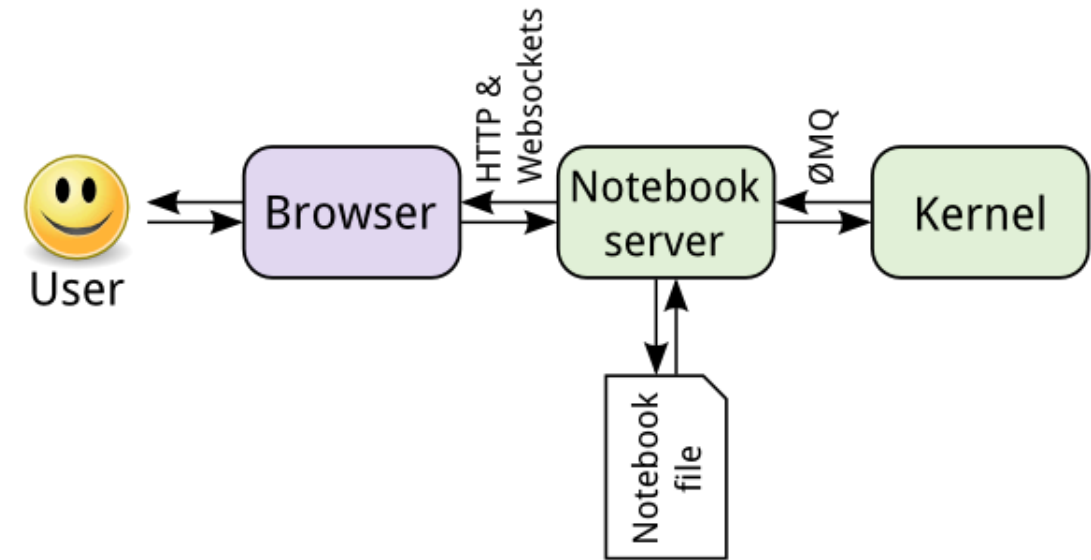 User
Browser
HTTP &
Websockets
Notebook
server
ØMQ
Kernel
Notebook
file